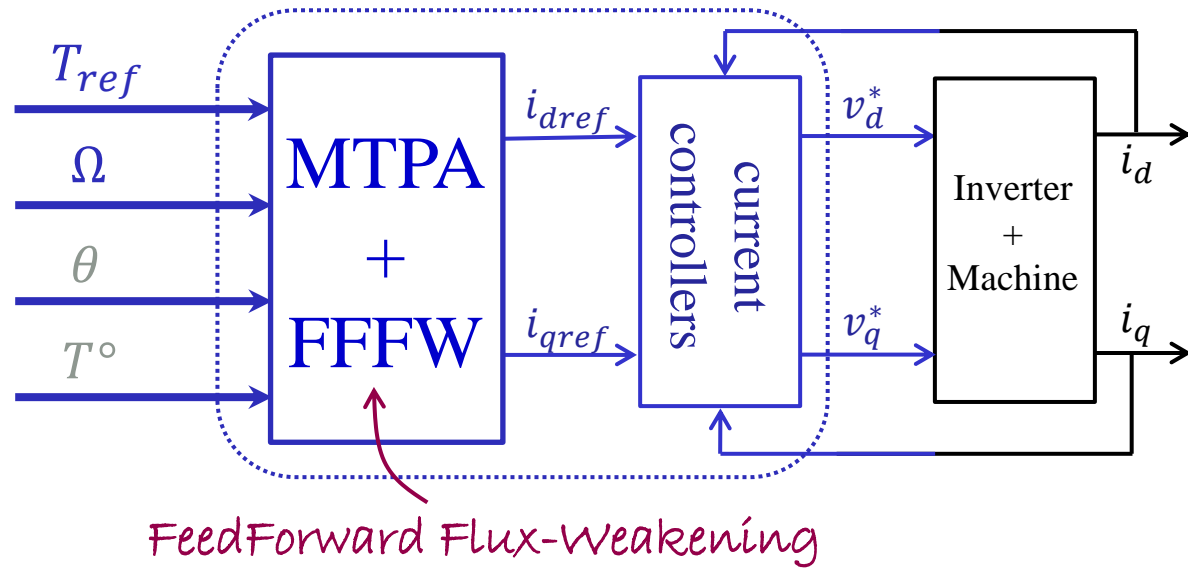 T_ref
Ω
θ
T°
MTPA
+
FFFW
i_dref
i_qref
current
controllers
v_d^*
v_q^*
Inverter
+
Machine
i_d
i_q
FeedForward Flux-Weakening